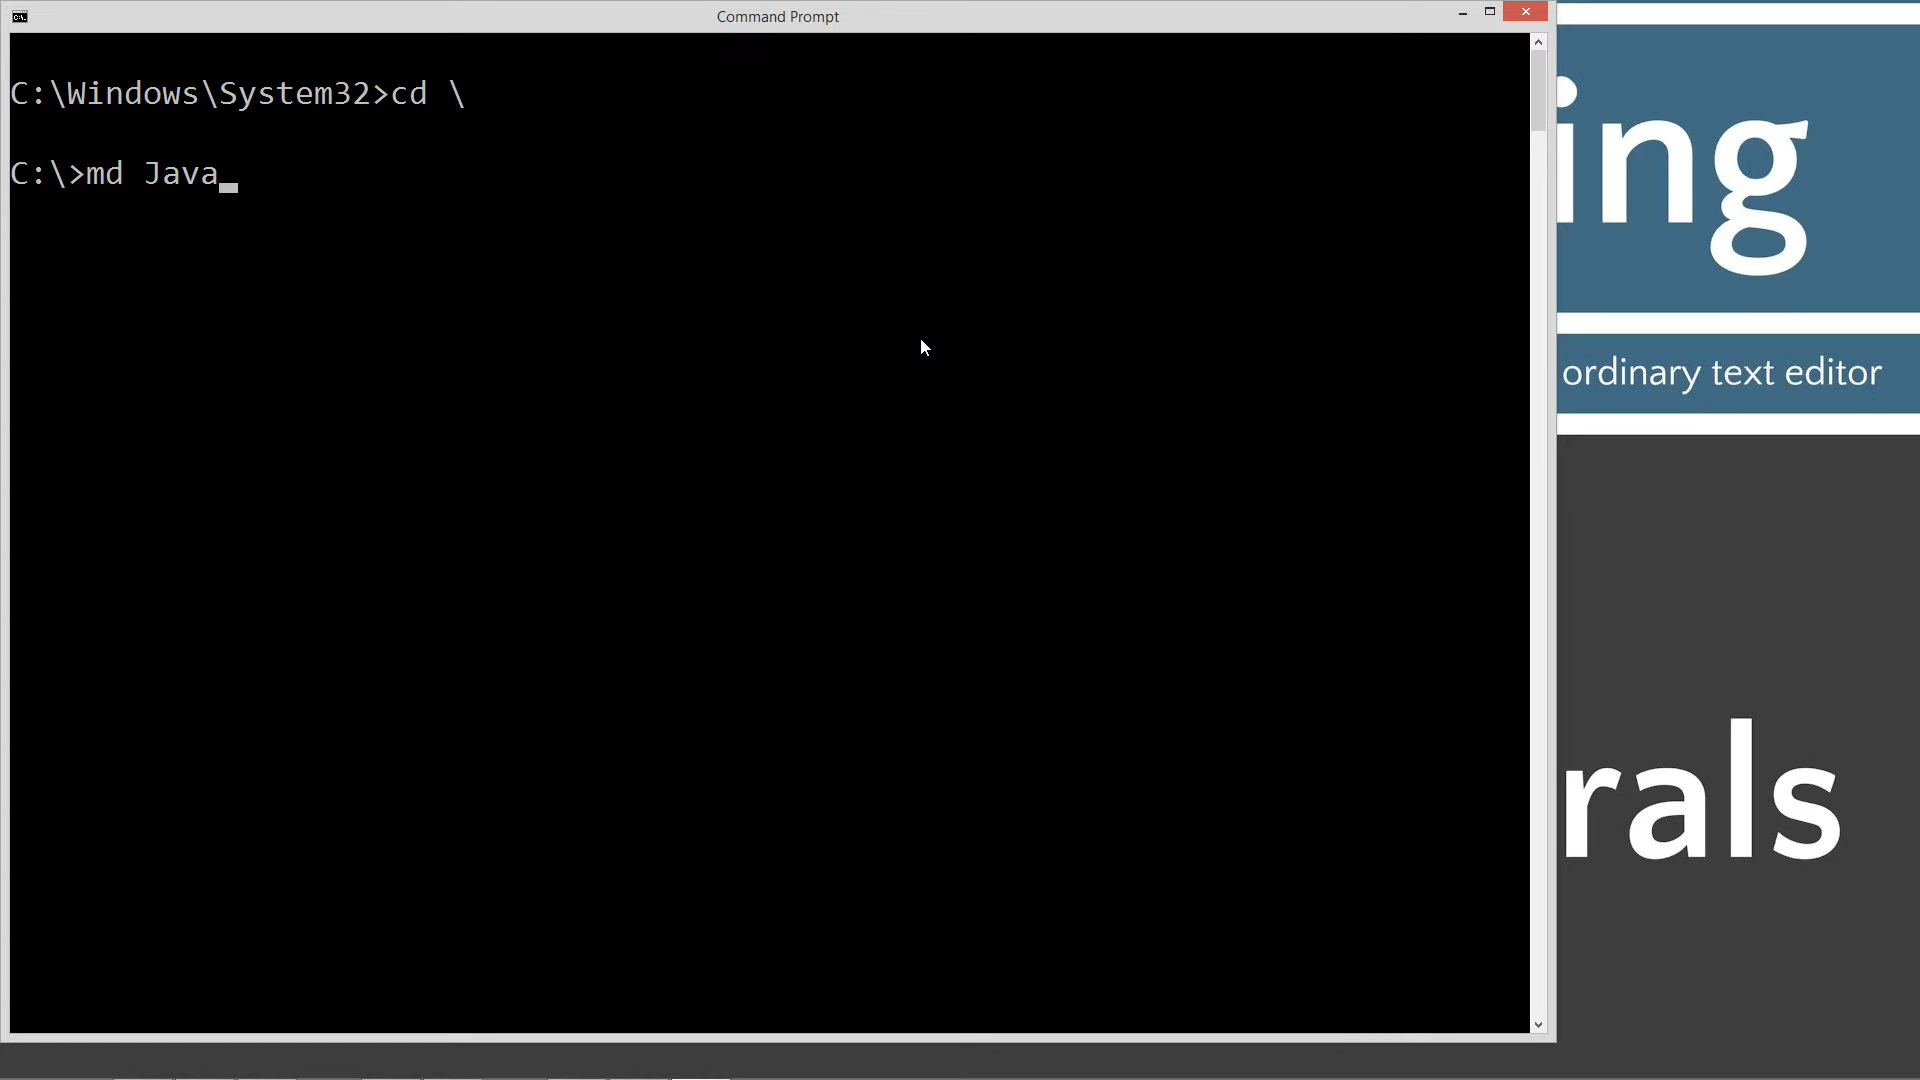 Command Prompt
C:\Windows\System32>cd \
C:\>md Java
ing
ordinary text editor
rals